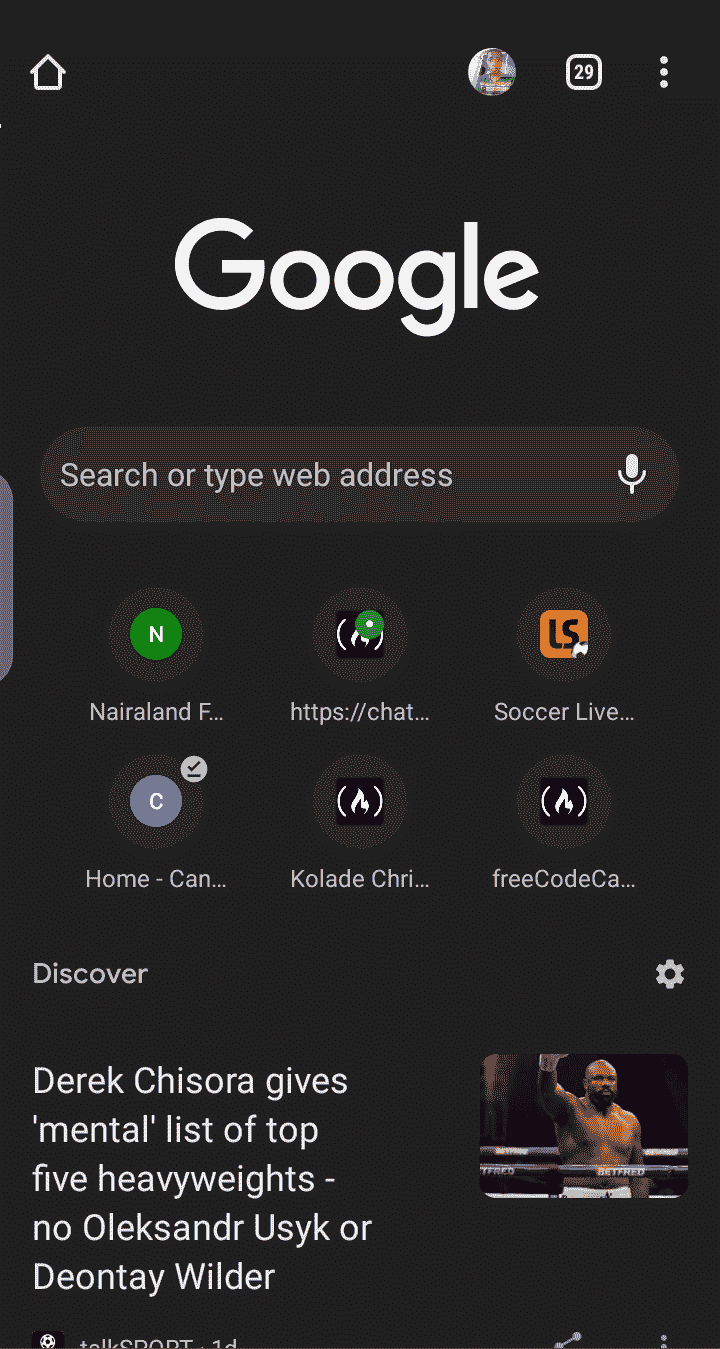 29
Google
Search or type web address
N
LS
Nairaland F...
https://chat...
Soccer Live...
C
Home - Can...
Kolade Chri...
freeCodeCa...
Discover
Derek Chisora gives
'mental' list of top
five heavyweights -
no Oleksandr Usyk or
Deontay Wilder
BETFRED
talkSPORT · 1d